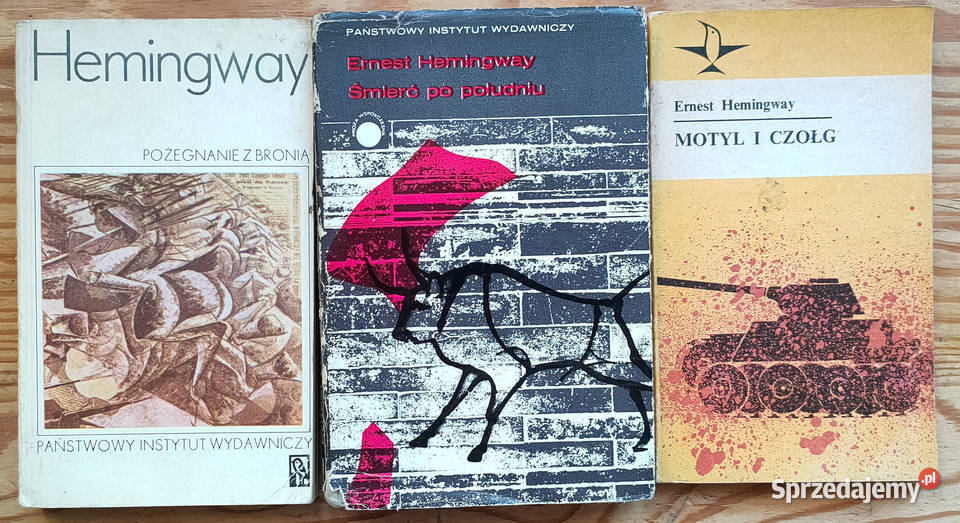 Hemingway
POŻEGNANIE Z BRONIĄ
PAŃSTWOWY INSTYTUT WYDAWNICZY
PAŃSTWOWY INSTYTUT WYDAWNICZY
Ernest Hemingway
Śmierć po południu
Ernest Hemingway
MOTYL I CZOŁG
Sprzedajemy.pl